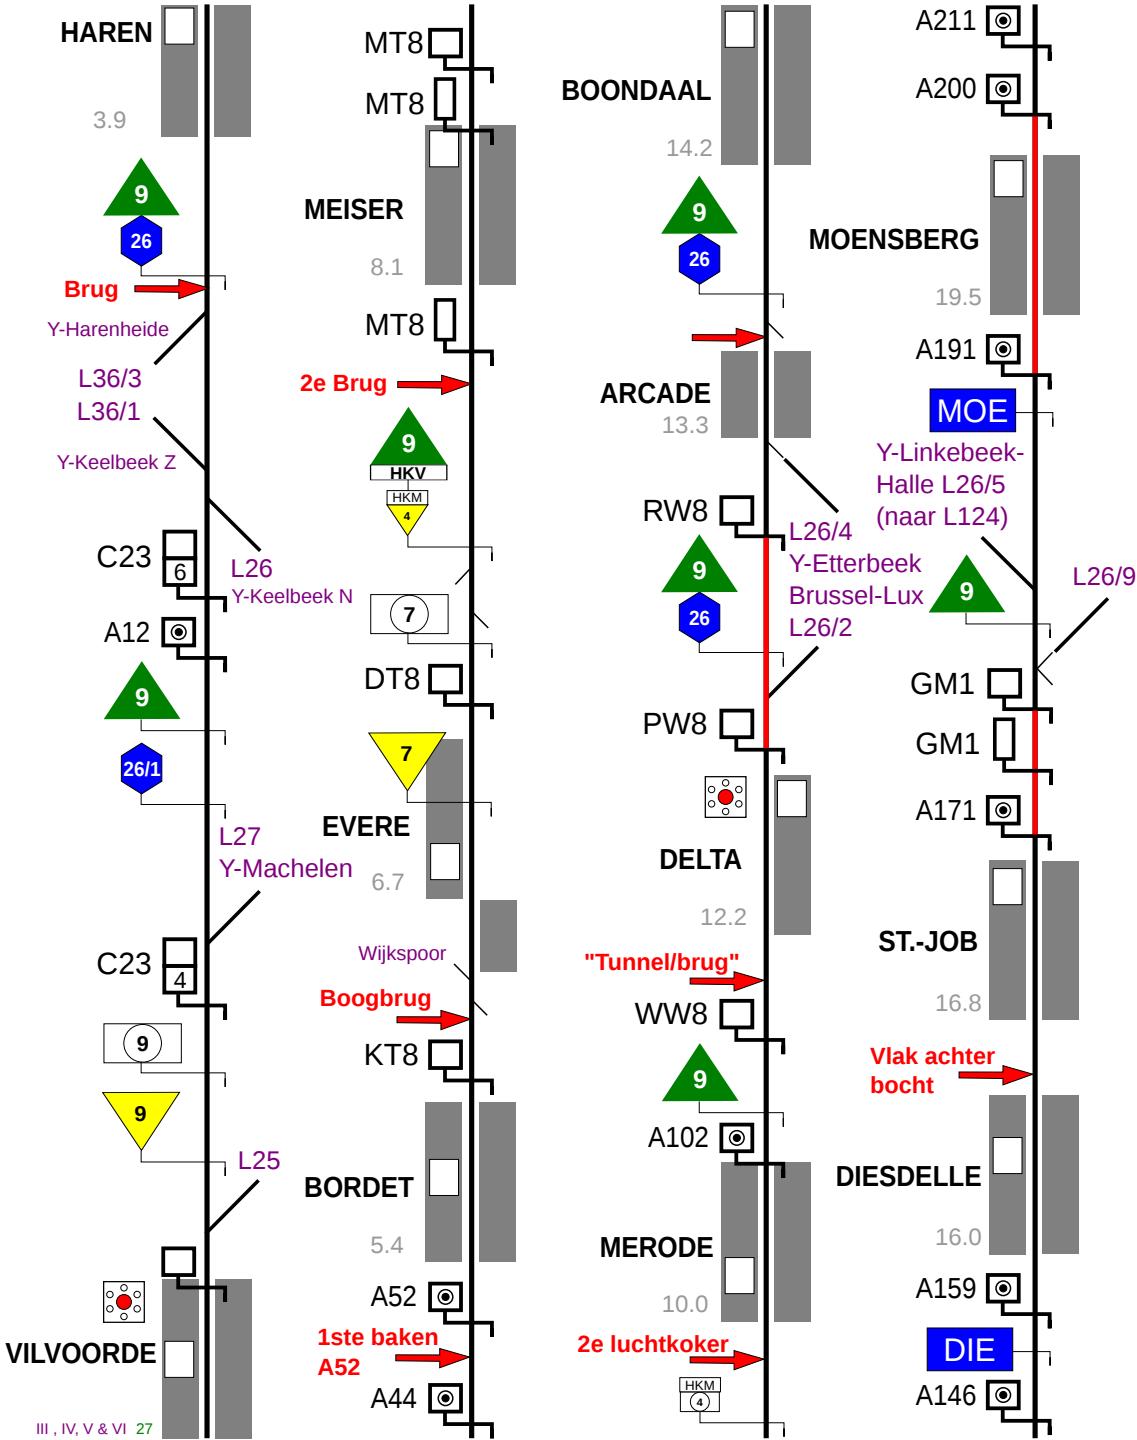 HAREN
3.9
9
26
Brug
Y-Harenheide
L36/3
L36/1
Y-Keelbeek Z
C23
6
L26
Y-Keelbeek N
A12
9
26/1
L27
Y-Machelen
C23
4
9
9
L25
VILVOORDE
III , IV, V & VI 27
MT8
MT8
MEISER
8.1
MT8
2e Brug
9
HKV
HKM
4
7
DT8
7
EVERE
6.7
Wijkspoor
Boogbrug
KT8
BORDET
5.4
A52
1ste baken
A52
A44
BOONDAAL
14.2
9
26
ARCADE
13.3
RW8
L26/4
Y-Etterbeek
Brussel-Lux
L26/2
9
26
PW8
DELTA
12.2
"Tunnel/brug"
WW8
9
A102
MERODE
10.0
2e luchtkoker
HKM
4
A211
A200
MOENSBERG
19.5
A191
MOE
Y-Linkebeek-
Halle L26/5
(naar L124)
9
L26/9
GM1
GM1
A171
ST.-JOB
16.8
Vlak achter
bocht
DIESDELLE
16.0
A159
DIE
A146